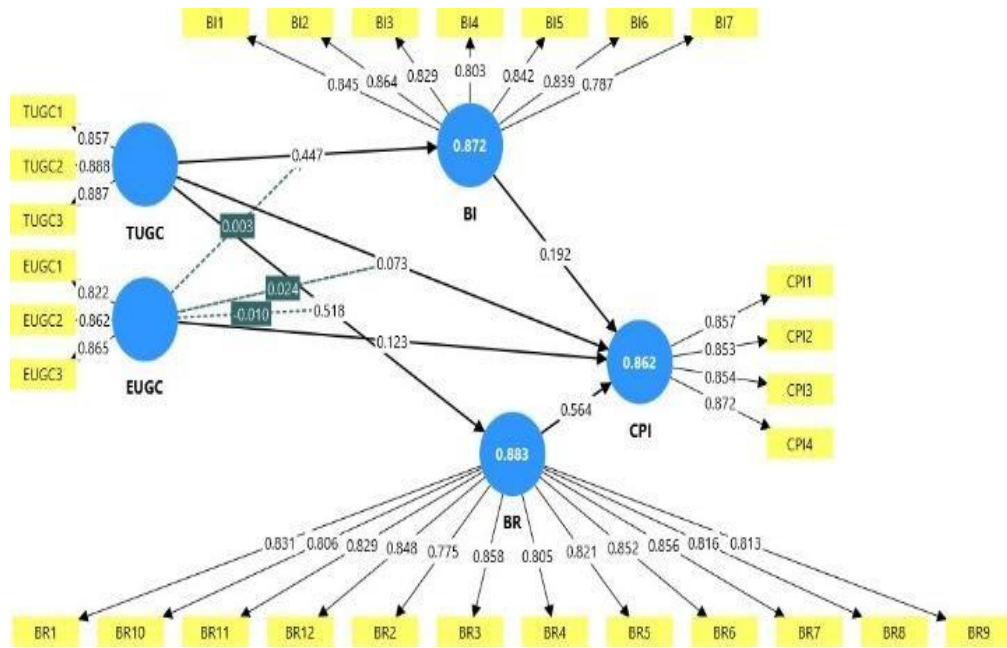 BI1 BI2 BI3 BI4 BI5 BI6 BI7
0.845 0.864 0.829 0.803 0.842 0.839 0.787
TUGC1
0.857
TUGC2 0.888
0.887
TUGC3
TUGC
0.447
0.872
BI
0.003
EUGC1
0.822
EUGC2 0.862
0.865
EUGC3
EUGC
0.073
0.024
-0.010 0.518
0.123
0.192
CPI1
0.857
0.853 CPI2
0.862
0.854 CPI3
0.872
CPI4
CPI
0.564
0.883
BR
0.831 0.806 0.829 0.848 0.775 0.858 0.805 0.821 0.852 0.856 0.816 0.813
BR1 BR10 BR11 BR12 BR2 BR3 BR4 BR5 BR6 BR7 BR8 BR9